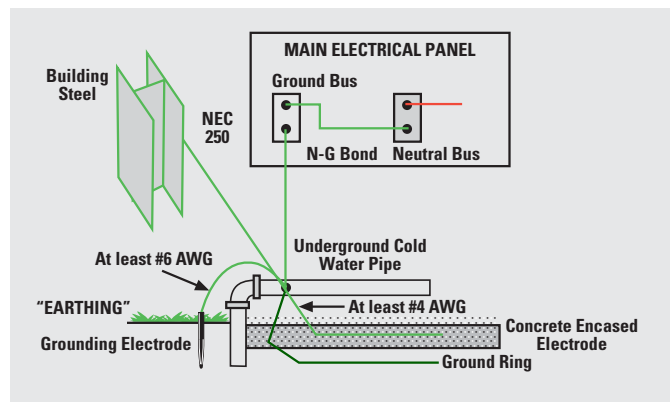 MAIN ELECTRICAL PANEL
Building
Steel
Ground Bus
NEC
250
N-G Bond
Neutral Bus
Underground Cold
Water Pipe
At least #6 AWG
"EARTHING"
At least #4 AWG
Grounding Electrode
Concrete Encased
Electrode
Ground Ring